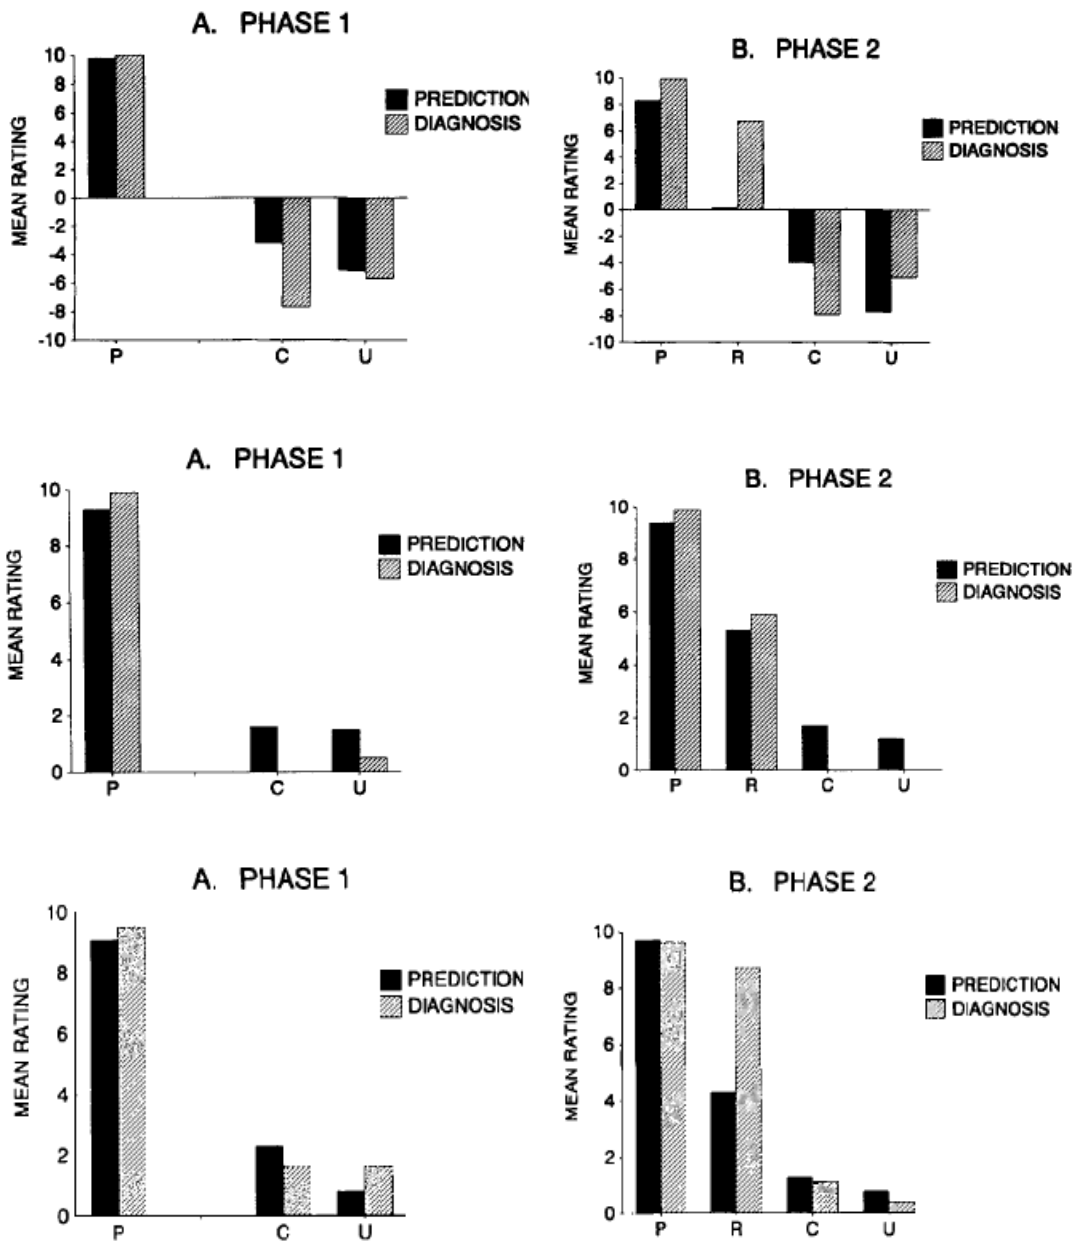 A. PHASE 1
10
8
6
4
2
0
-2
-4
-6
-8
-10
MEAN RATING
PREDICTION
DIAGNOSIS
P
C
U
B. PHASE 2
10
8
6
4
2
0
-2
-4
-6
-8
-10
MEAN RATING
PREDICTION
DIAGNOSIS
P
R
C
U
A. PHASE 1
10
8
6
4
2
0
MEAN RATING
PREDICTION
DIAGNOSIS
P
C
U
B. PHASE 2
10
8
6
4
2
0
MEAN RATING
PREDICTION
DIAGNOSIS
P
R
C
U
A. PHASE 1
10
8
6
4
2
0
MEAN RATING
PREDICTION
DIAGNOSIS
P
C
U
B. PHASE 2
10
8
6
4
2
0
MEAN RATING
PREDICTION
DIAGNOSIS
P
R
C
U